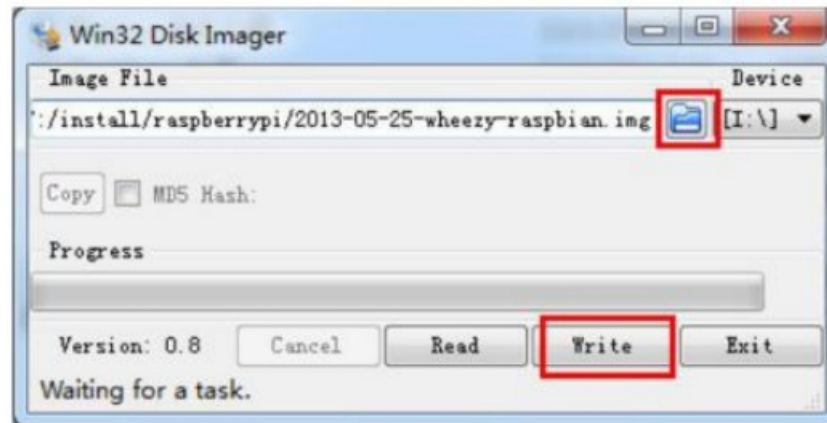 Win32 Disk Imager
Image File Device
':/install/raspberrypi/2013-05-25-wheezy-raspbian.img [I:\]
Copy MD5 Hash:
Progress
Version: 0.8 Cancel Read Write Exit
Waiting for a task.